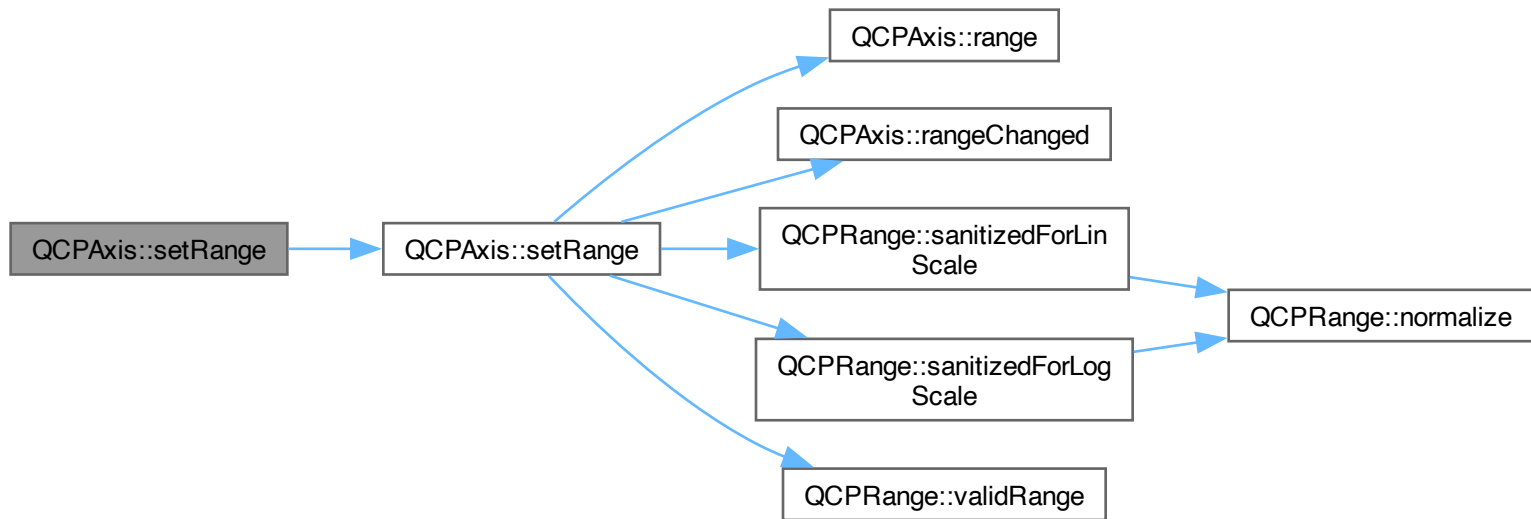 QCPAxis::setRange
QCPAxis::setRange
QCPAxis::range
QCPAxis::rangeChanged
QCPRange::sanitizedForLin
Scale
QCPRange::sanitizedForLog
Scale
QCPRange::validRange
QCPRange::normalize